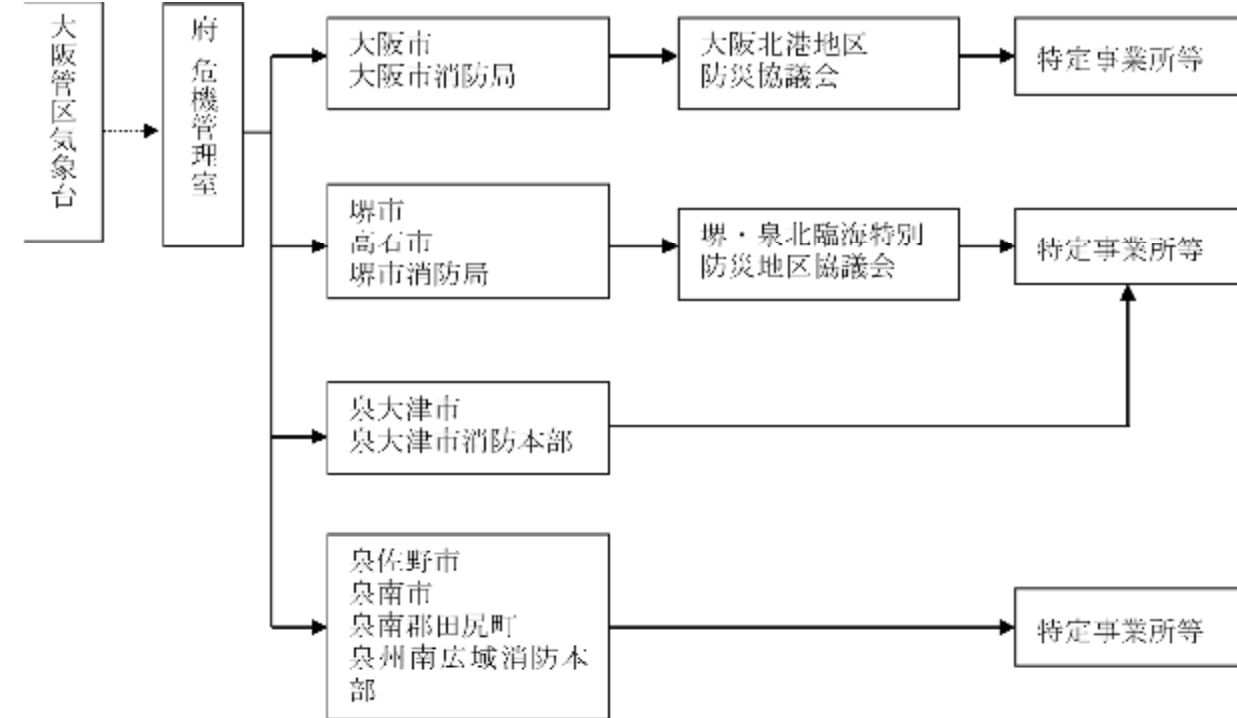 大阪管区気象台
府 危機管理室
大阪市
大阪市消防局
大阪北港地区
防災協議会
特定事業所等
堺市
高石市
堺市消防局
堺・泉北臨海特別
防災地区協議会
特定事業所等
泉大津市
泉大津市消防本部
泉佐野市
泉南市
泉南郡田尻町
泉州南広域消防本
部
特定事業所等